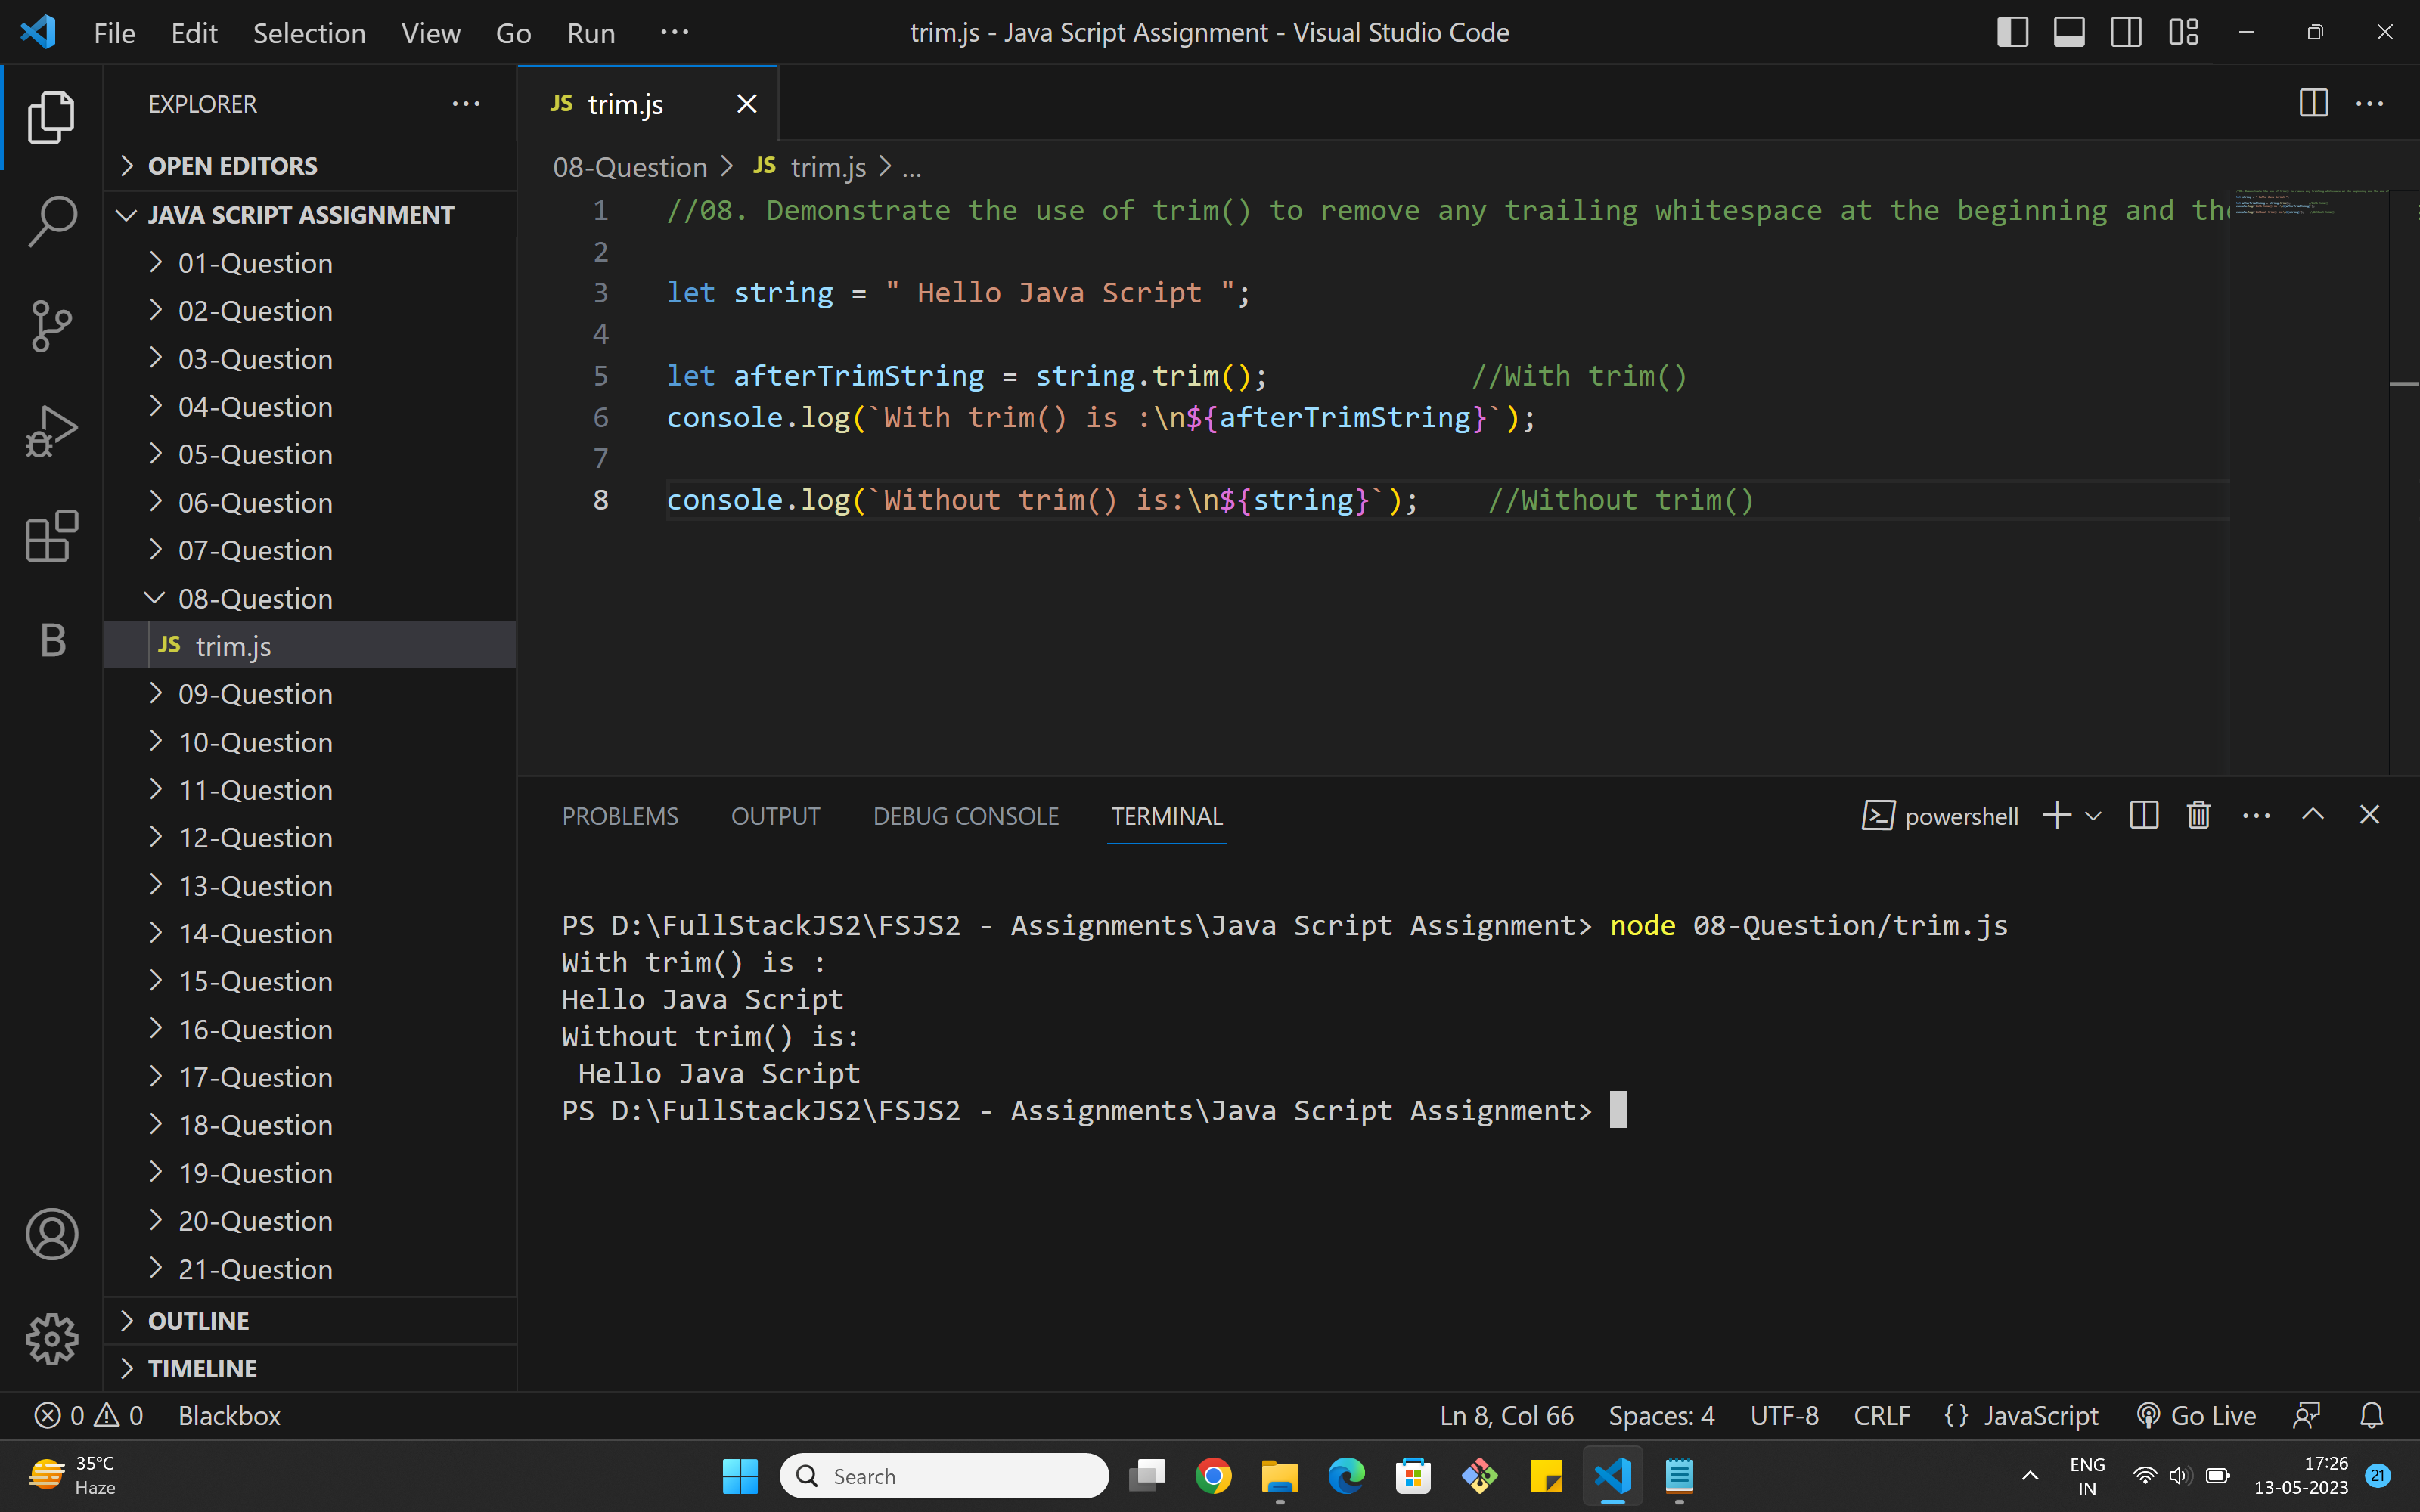 File Edit Selection View Go Run ...
trim.js - Java Script Assignment - Visual Studio Code
EXPLORER
OPEN EDITORS
JAVA SCRIPT ASSIGNMENT
01-Question
02-Question
03-Question
04-Question
05-Question
06-Question
07-Question
08-Question
JS trim.js
09-Question
10-Question
11-Question
12-Question
13-Question
14-Question
15-Question
16-Question
17-Question
18-Question
19-Question
20-Question
21-Question
OUTLINE
TIMELINE
B
JS trim.js
08-Question > JS trim.js > ...
1 //08. Demonstrate the use of trim() to remove any trailing whitespace at the beginning and the
2
3 let string = " Hello Java Script ";
4
5 let afterTrimString = string.trim();            //With trim()
6 console.log(`With trim() is :\n${afterTrimString}`);
7
8 console.log(`Without trim() is:\n${string}`);    //Without trim()
PROBLEMS OUTPUT DEBUG CONSOLE TERMINAL
powershell
PS D:\FullStackJS2\FSJS2 - Assignments\Java Script Assignment> node 08-Question/trim.js
With trim() is :
Hello Java Script
Without trim() is:
 Hello Java Script
PS D:\FullStackJS2\FSJS2 - Assignments\Java Script Assignment>
0 0 Blackbox
Ln 8, Col 66 Spaces: 4 UTF-8 CRLF {} JavaScript Go Live
35°C
Haze
Search
ENG
IN
17:26
13-05-2023
21